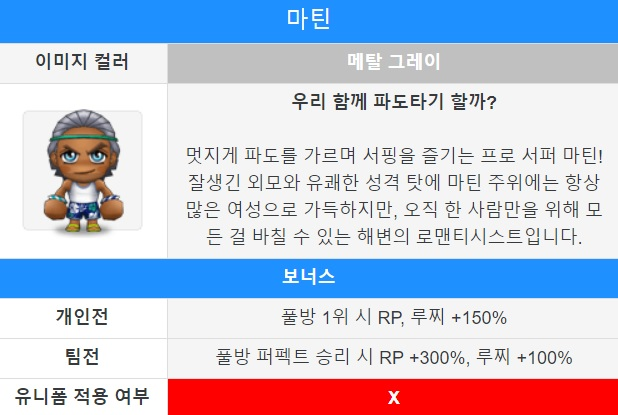 마틴
이미지 컬러
메탈 그레이
우리 함께 파도타기 할까?
멋지게 파도를 가르며 서핑을 즐기는 프로 서퍼 마틴!
잘생긴 외모와 유쾌한 성격 탓에 마틴 주위에는 항상
많은 여성으로 가득하지만, 오직 한 사람만을 위해 모
든 걸 바칠 수 있는 해변의 로맨티시스트입니다.
보너스
개인전
풀방 1위 시 RP, 루찌 +150%
팀전
풀방 퍼펙트 승리 시 RP +300%, 루찌 +100%
유니폼 적용 여부
X